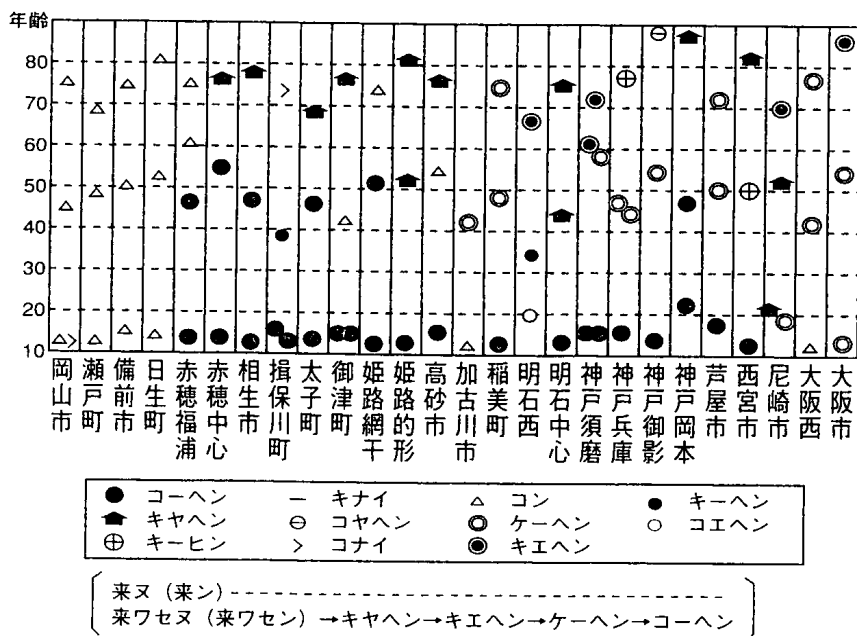 年齢
80
70
60
50
40
30
20
10
岡山市
瀬戸町
備前市
日生町
赤穂福浦
赤穂中心
相生市
揖保川町
太子町
御津町
姫路網干
姫路的形
高砂市
加古川市
稲美町
明石西
明石中心
神戸須磨
神戸兵庫
神戸御影
神戸岡本
芦屋市
西宮市
尼崎市
大阪西
大阪市
コーヘン キナイ コン キーヘン
キヤヘン コヤヘン ケーヘン コエヘン
キーヒン コナイ キエヘン
来ヌ(来ン)
来ワセヌ(来ワセン)→キヤヘン→キエヘン→ケーヘン→コーヘン